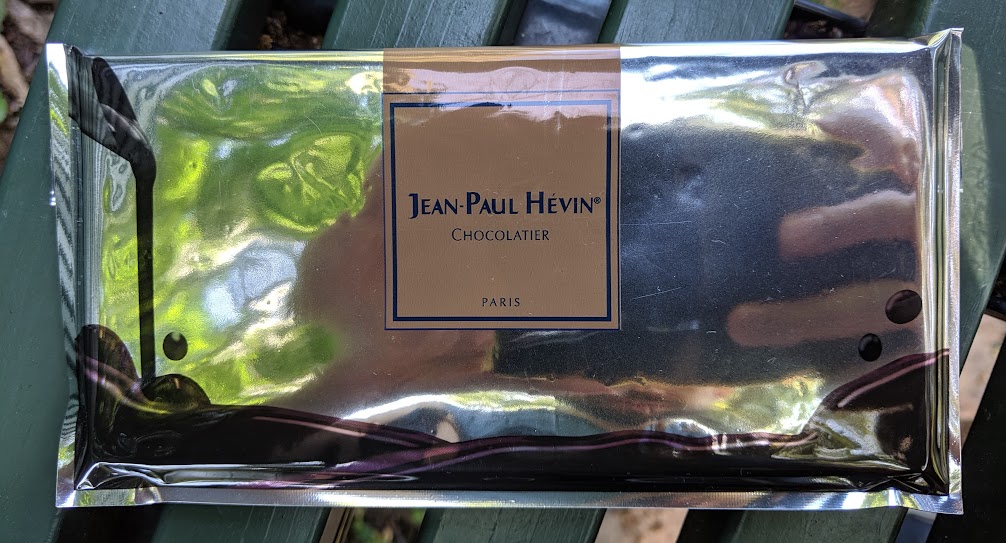 JEAN-PAUL HÉVIN®
CHOCOLATIER
PARIS